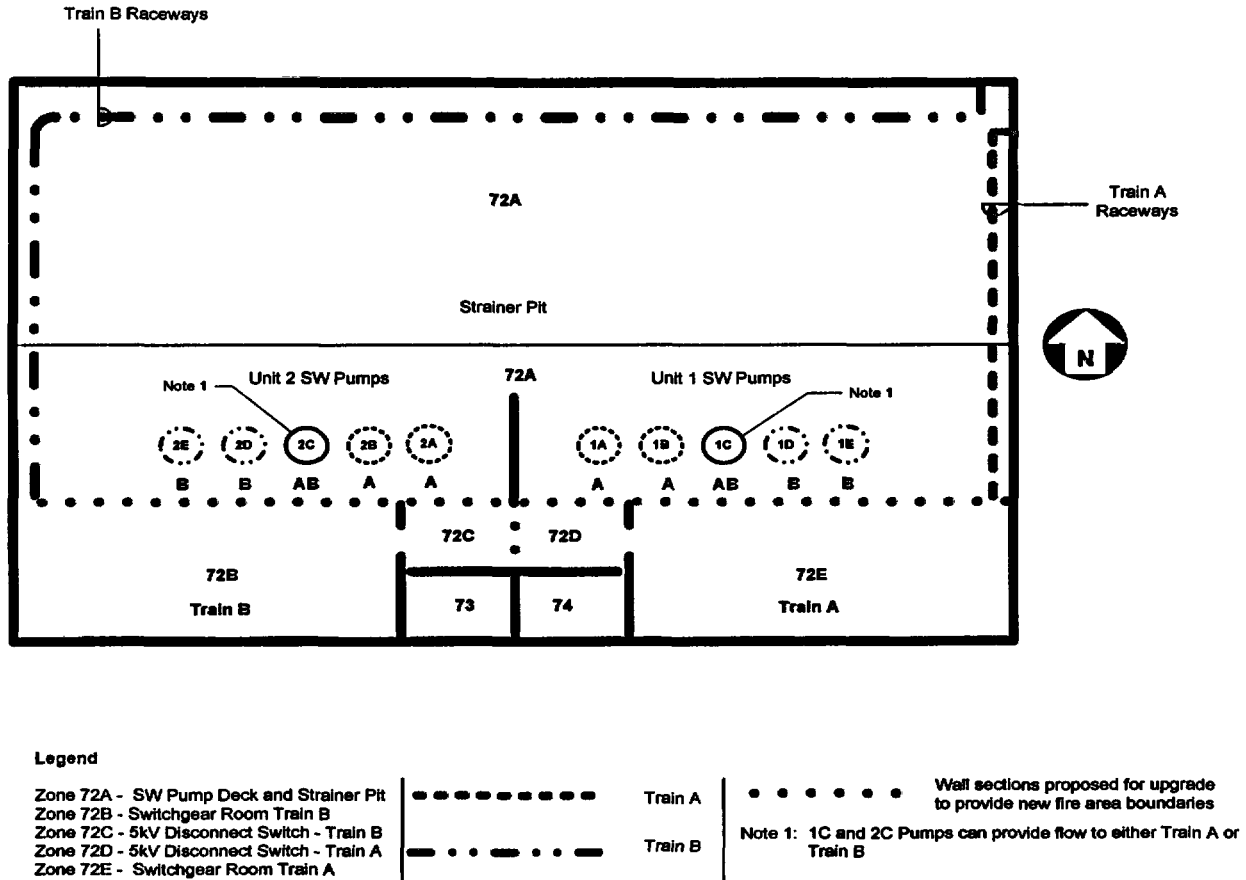 Train B Raceways
72A
Train A
Raceways
Strainer Pit
N
Note 1
Unit 2 SW Pumps
72A
Unit 1 SW Pumps
Note 1
2E
2D
2C
2B
2A
1A
1B
1C
1D
1E
B
B
AB
A
A
A
A
AB
B
B
72C
72D
72B
72E
Train B
73
74
Train A
Legend
Zone 72A - SW Pump Deck and Strainer Pit
Zone 72B - Switchgear Room Train B
Zone 72C - 5kV Disconnect Switch - Train B
Zone 72D - 5kV Disconnect Switch - Train A
Zone 72E - Switchgear Room Train A
Train A
Train B
Wall sections proposed for upgrade
to provide new fire area boundaries
Note 1: 1C and 2C Pumps can provide flow to either Train A or
Train B